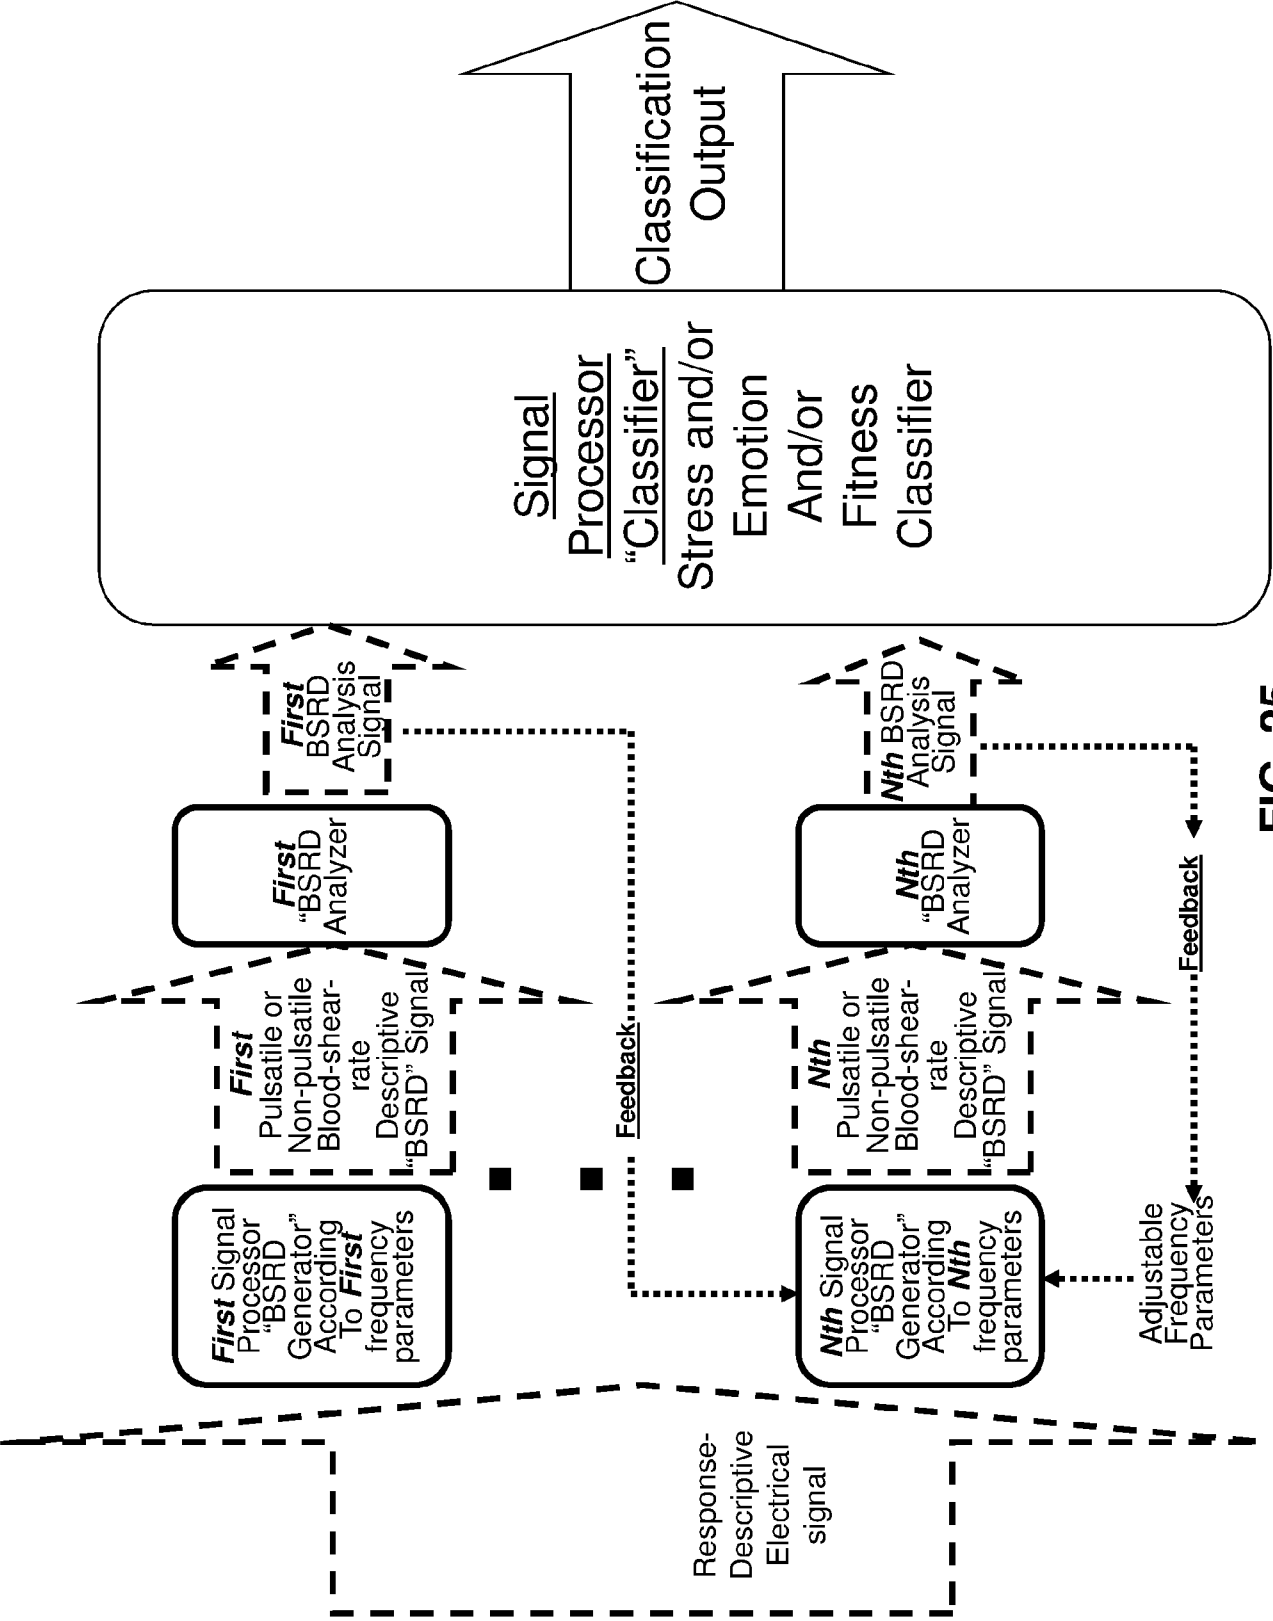 Response-
Descriptive
Electrical
signal
First Signal
Processor
“BSRD
Generator”
According
To First
frequency
parameters
First
Pulsatile or
Non-pulsatile
Blood-shear-
rate
Descriptive
“BSRD” Signal
First
“BSRD
Analyzer
First
BSRD
Analysis
Signal
Feedback
Nth Signal
Processor
“BSRD
Generator”
According
To Nth
frequency
parameters
Nth
Pulsatile or
Non-pulsatile
Blood-shear-
rate
Descriptive
“BSRD” Signal
Nth
“BSRD
Analyzer
Nth BSRD
Analysis
Signal
Adjustable
Frequency
Parameters
Feedback
Signal
Processor
“Classifier”
Stress and/or
Emotion
And/or
Fitness
Classifier
Classification
Output